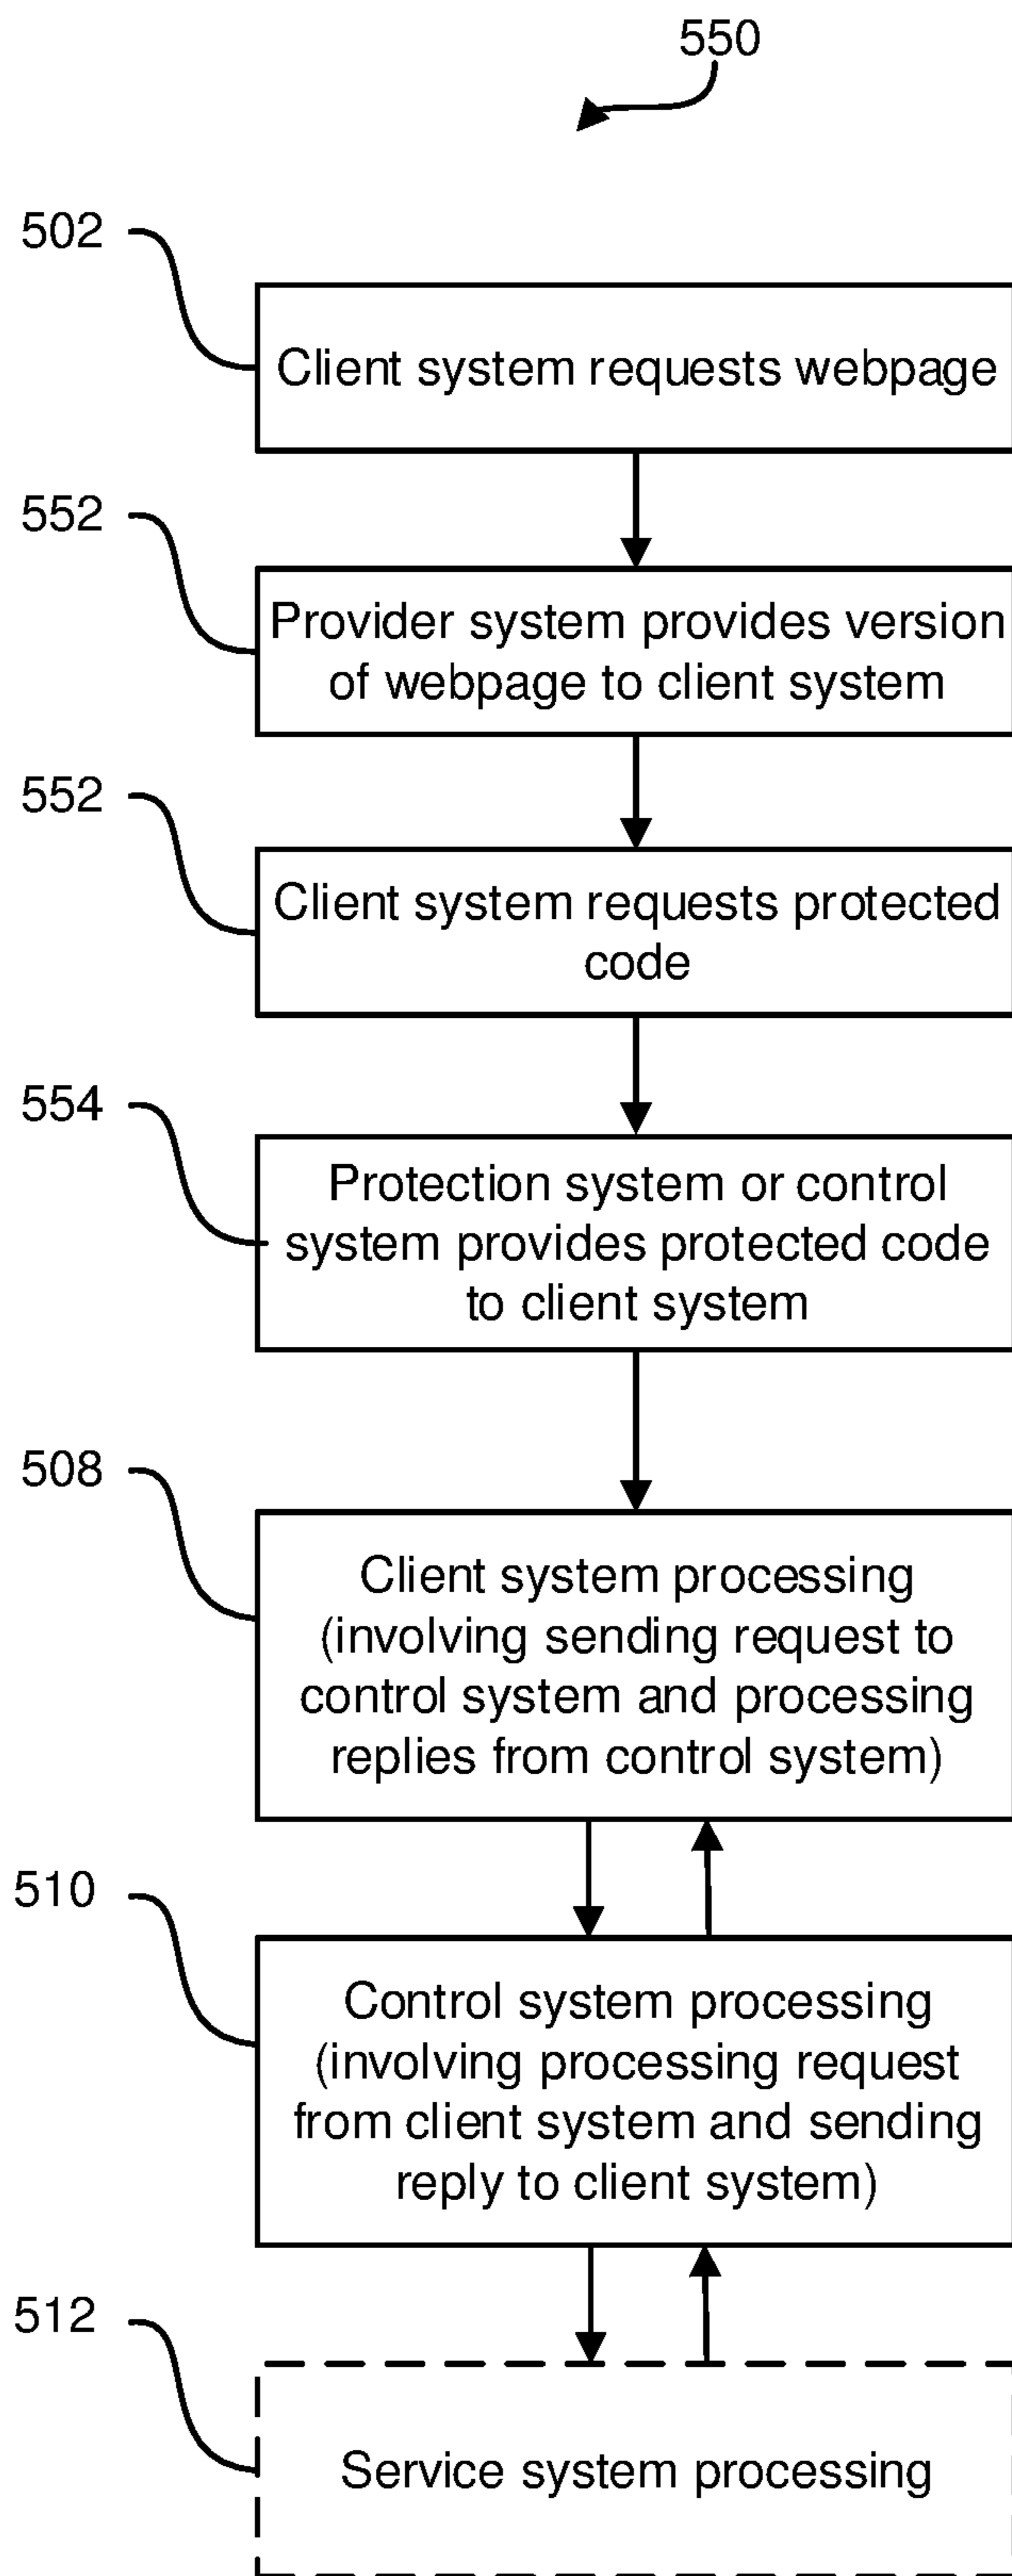 550
502
Client system requests webpage
552
Provider system provides version
of webpage to client system
552
Client system requests protected
code
554
Protection system or control
system provides protected code
to client system
508
Client system processing
(involving sending request to
control system and processing
replies from control system)
510
Control system processing
(involving processing request
from client system and sending
reply to client system)
512
Service system processing